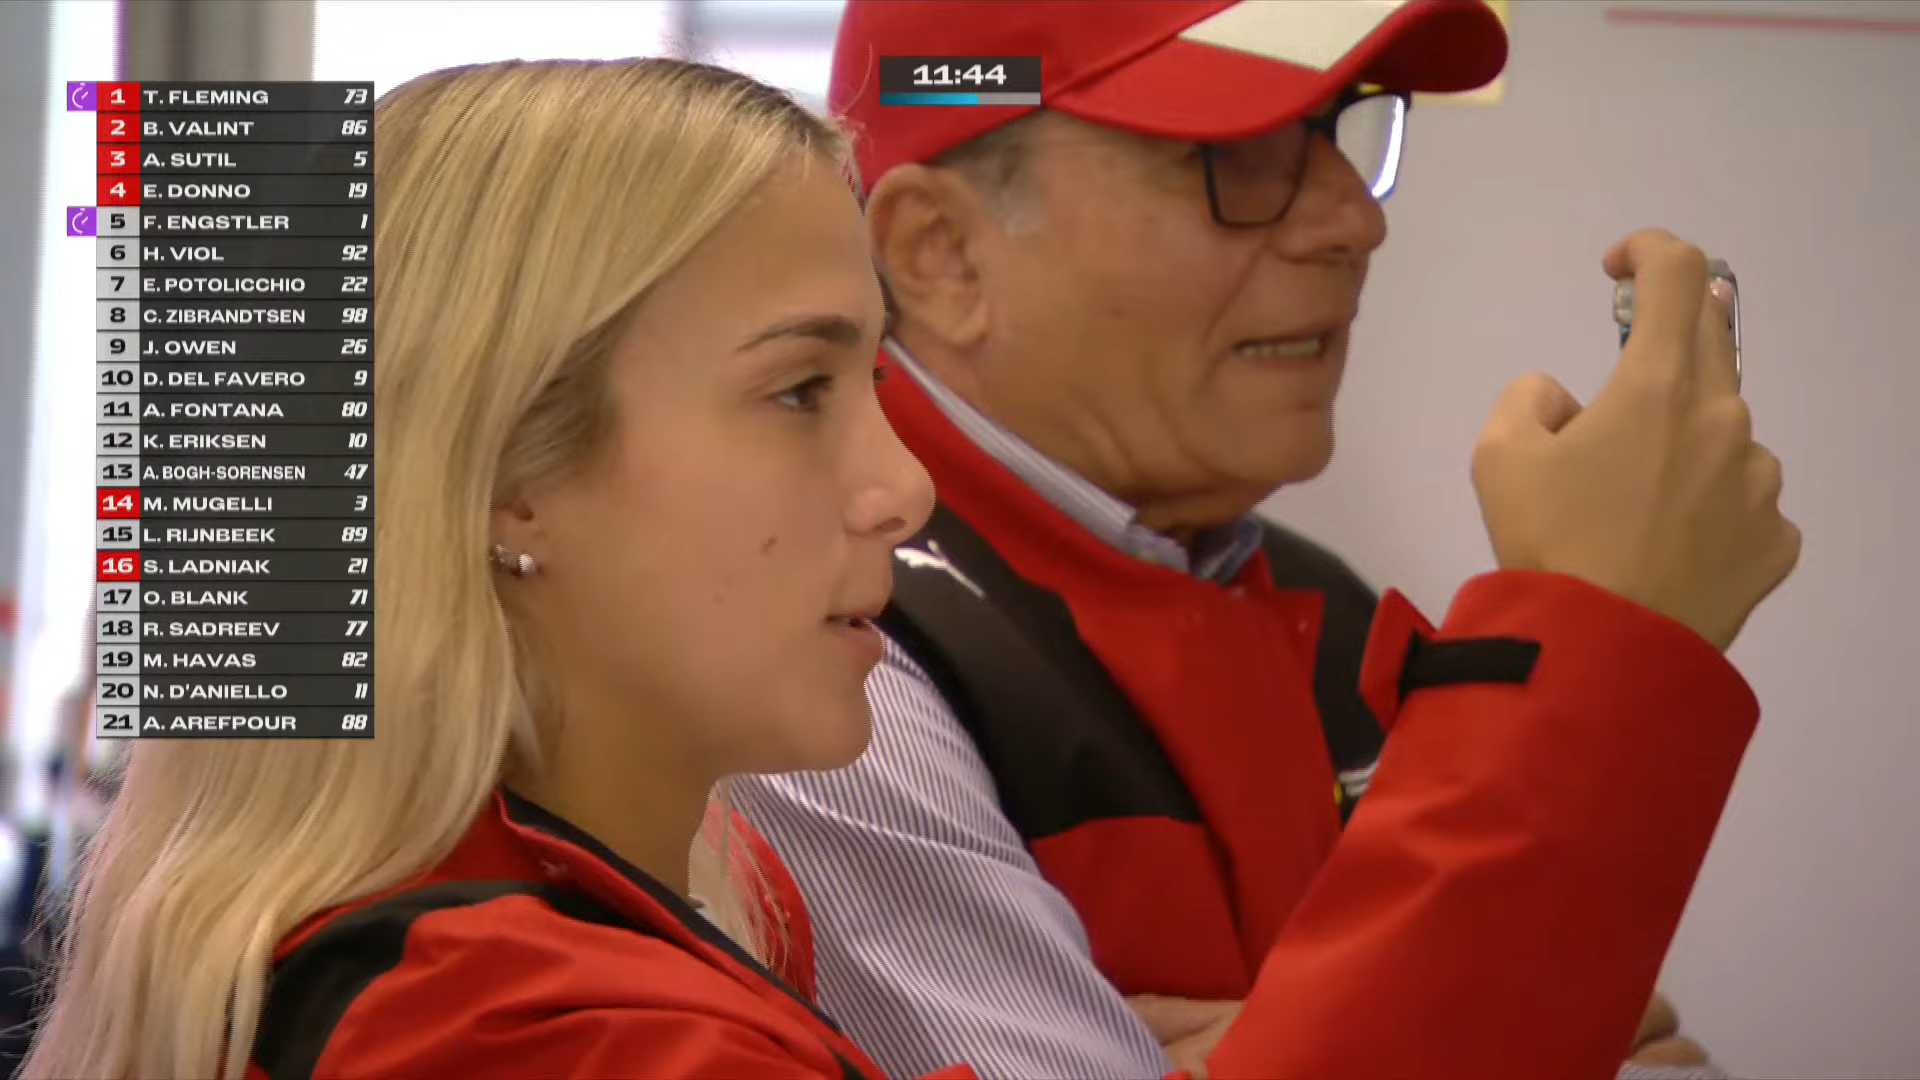 11:44
1 T. FLEMING 73
2 B. VALINT 86
3 A. SUTIL 5
4 E. DONNO 19
5 F. ENGSTLER 1
6 H. VIOL 92
7 E. POTOLICCHIO 22
8 C. ZIBRANDTSEN 98
9 J. OWEN 26
10 D. DEL FAVERO 9
11 A. FONTANA 80
12 K. ERIKSEN 10
13 A. BOGH-SORENSEN 47
14 M. MUGELLI 3
15 L. RIJNBEEK 89
16 S. LADNIAK 21
17 O. BLANK 71
18 R. SADREEV 77
19 M. HAVAS 82
20 N. D'ANIELLO 11
21 A. AREFPOUR 88